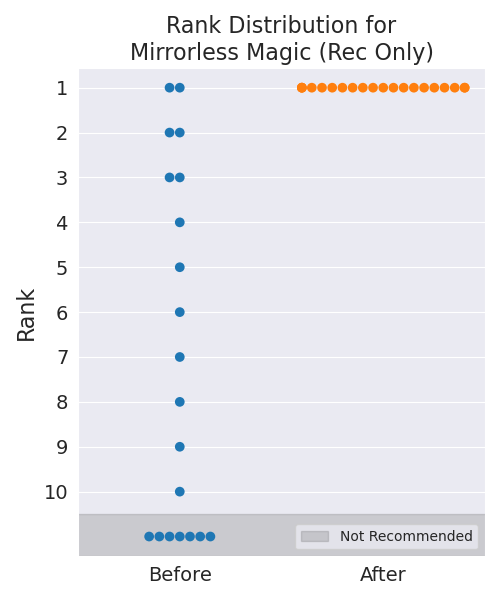 Rank Distribution for
Mirrorless Magic (Rec Only)
Rank
1
2
3
4
5
6
7
8
9
10
Not Recommended
Before
After